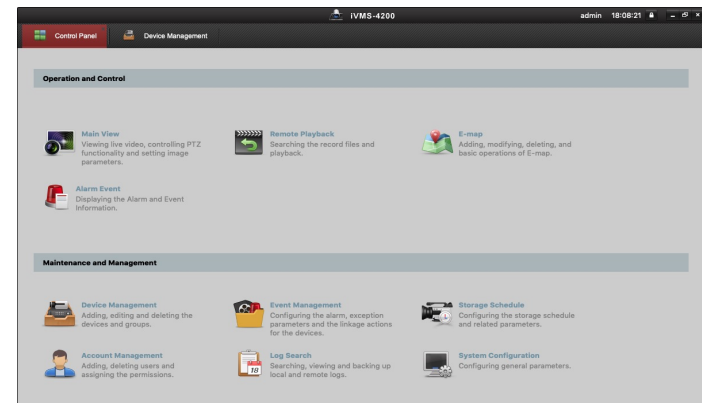 iVMS-4200
admin 18:08:21
Control Panel
Device Management
Operation and Control
Main View
Viewing live video, controlling PTZ
functionality and setting image
parameters.
Remote Playback
Searching the record files and
playback.
E-map
Adding, modifying, deleting, and
basic operations of E-map.
Alarm Event
Displaying the Alarm and Event
Information.
Maintenance and Management
Device Management
Adding, editing and deleting the
devices and groups.
Event Management
Configuring the alarm, exception
parameters and the linkage actions
for the devices.
Storage Schedule
Configuring the storage schedule
and related parameters.
Account Management
Adding, deleting users and
assigning the permissions.
18
Log Search
Searching, viewing and backing up
local and remote logs.
System Configuration
Configuring general parameters.